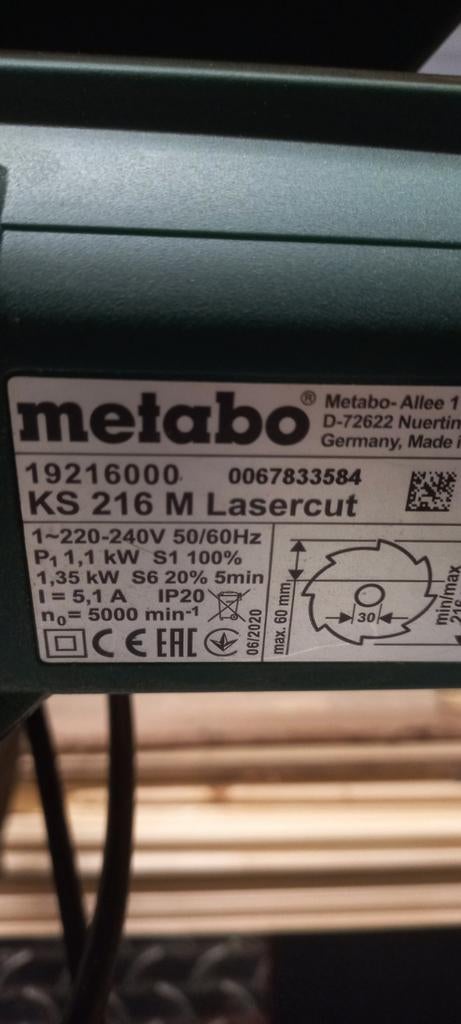 metabo®
Metabo- Allee 1
D-72622 Nuertin
Germany, Made i
19216000 0067833584
KS 216 M Lasercut
1~220-240V 50/60Hz
P1 1,1 kW S1 100%
1,35 kW S6 20% 5min
I = 5,1 A IP20
n0= 5000 min-1
CE EAC
06/2020
max. 60 mm
30
min/max
216